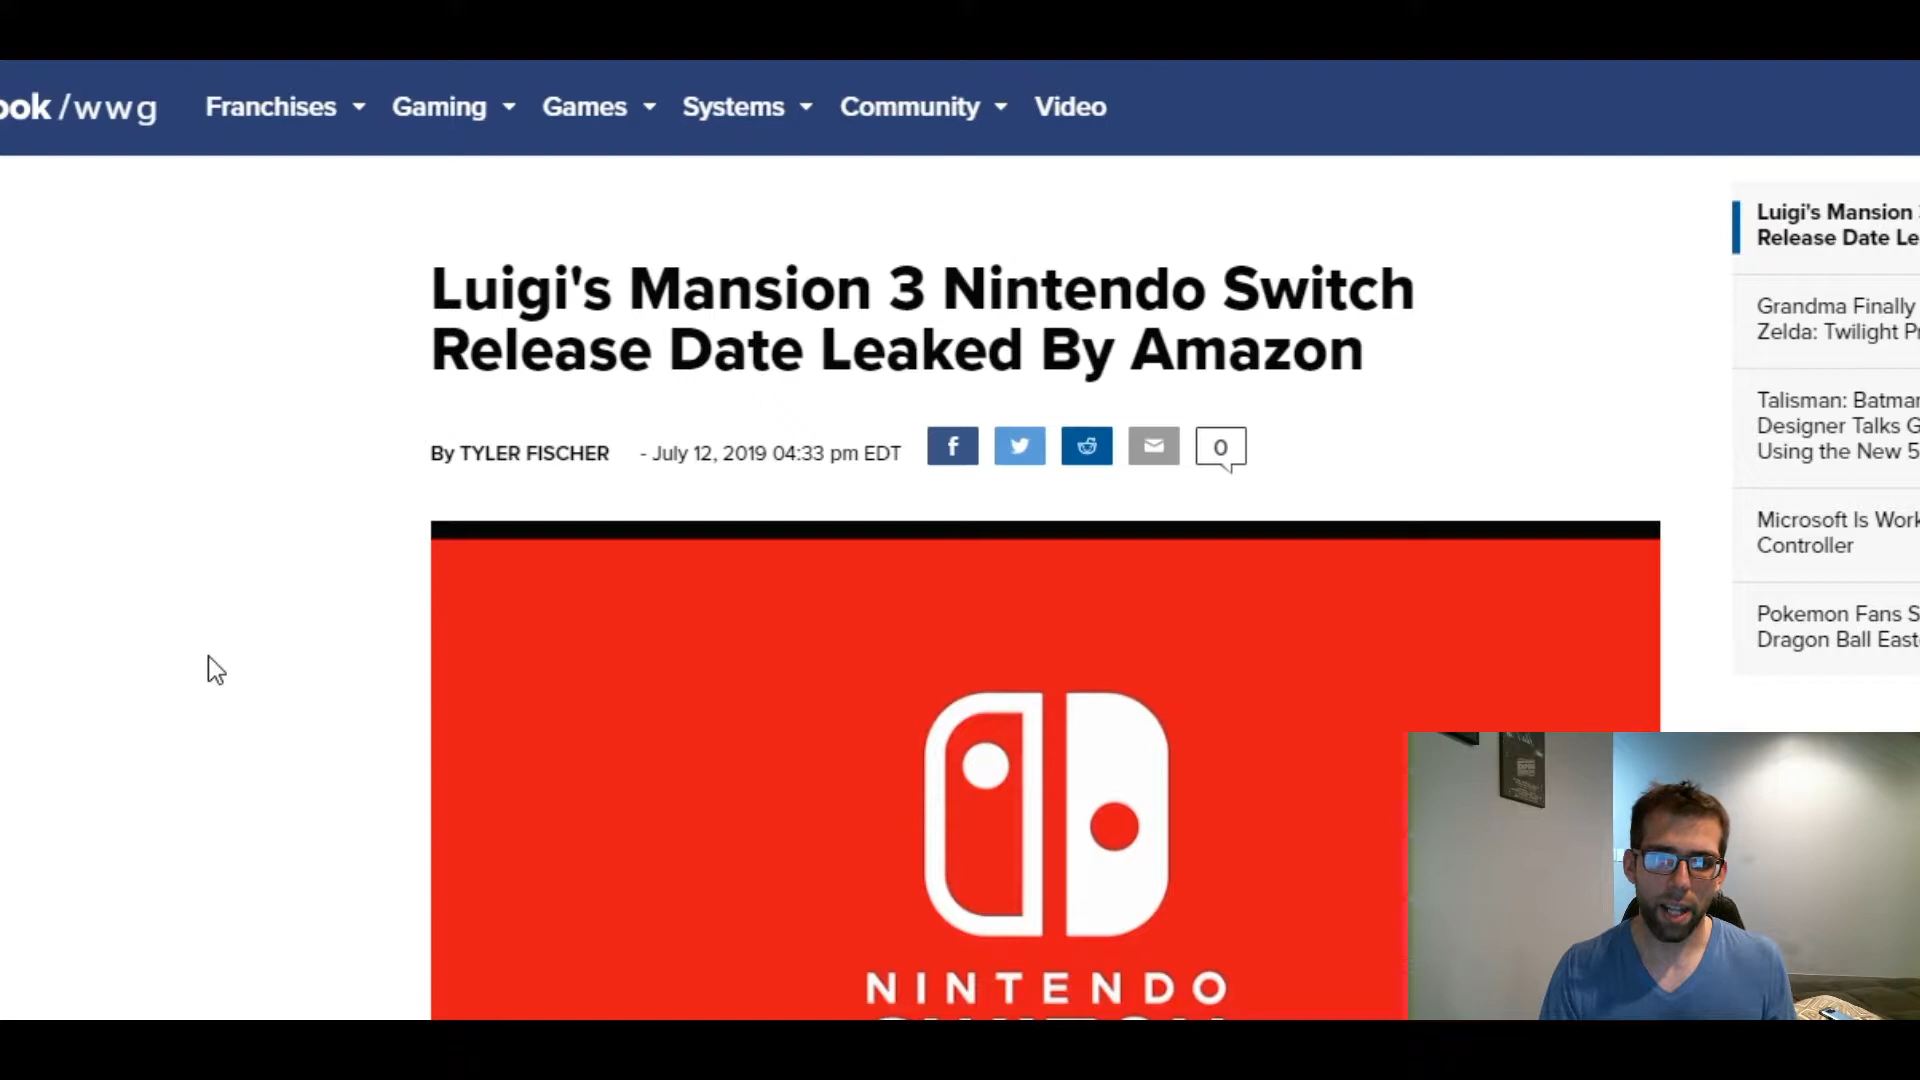 ook/wwg Franchises Gaming Games Systems Community Video
Luigi's Mansion 3 Nintendo Switch
Release Date Leaked By Amazon
By TYLER FISCHER - July 12, 2019 04:33 pm EDT f 0
NINTENDO
Luigi's Mansion
Release Date Le
Grandma Finally
Zelda: Twilight Pr
Talisman: Batman
Designer Talks G
Using the New 5
Microsoft Is Work
Controller
Pokemon Fans S
Dragon Ball Easte